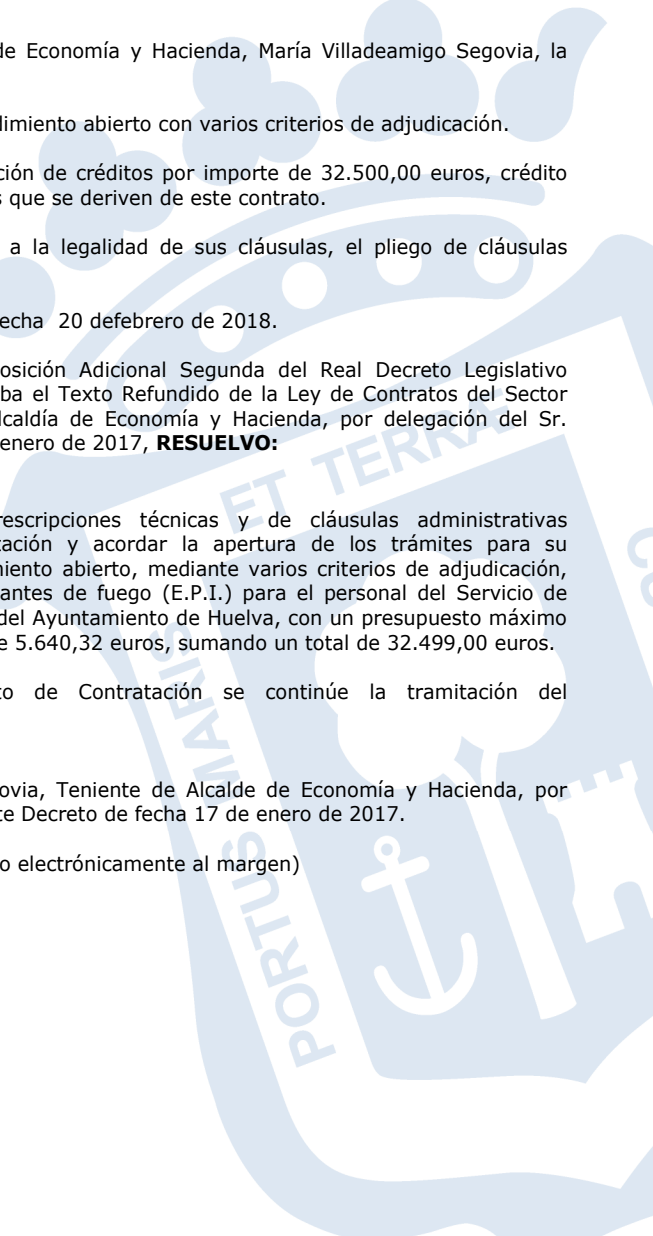 de Economía y Hacienda, María Villadeamigo Segovia, la
dimiento abierto con varios criterios de adjudicación.
ción de créditos por importe de 32.500,00 euros, crédito
s que se deriven de este contrato.
a la legalidad de sus cláusulas, el pliego de cláusulas
echa 20 defebrero de 2018.
osición Adicional Segunda del Real Decreto Legislativo
ba el Texto Refundido de la Ley de Contratos del Sector
lcaldía de Economía y Hacienda, por delegación del Sr.
enero de 2017, RESUELVO:
rescripciones técnicas y de cláusulas administrativas
tación y acordar la apertura de los trámites para su
miento abierto, mediante varios criterios de adjudicación,
antes de fuego (E.P.I.) para el personal del Servicio de
del Ayuntamiento de Huelva, con un presupuesto máximo
e 5.640,32 euros, sumando un total de 32.499,00 euros.
to de Contratación se continúe la tramitación del
ovia, Teniente de Alcalde de Economía y Hacienda, por
te Decreto de fecha 17 de enero de 2017.
o electrónicamente al margen)
PORTUS MARIS
ET TERRÆ